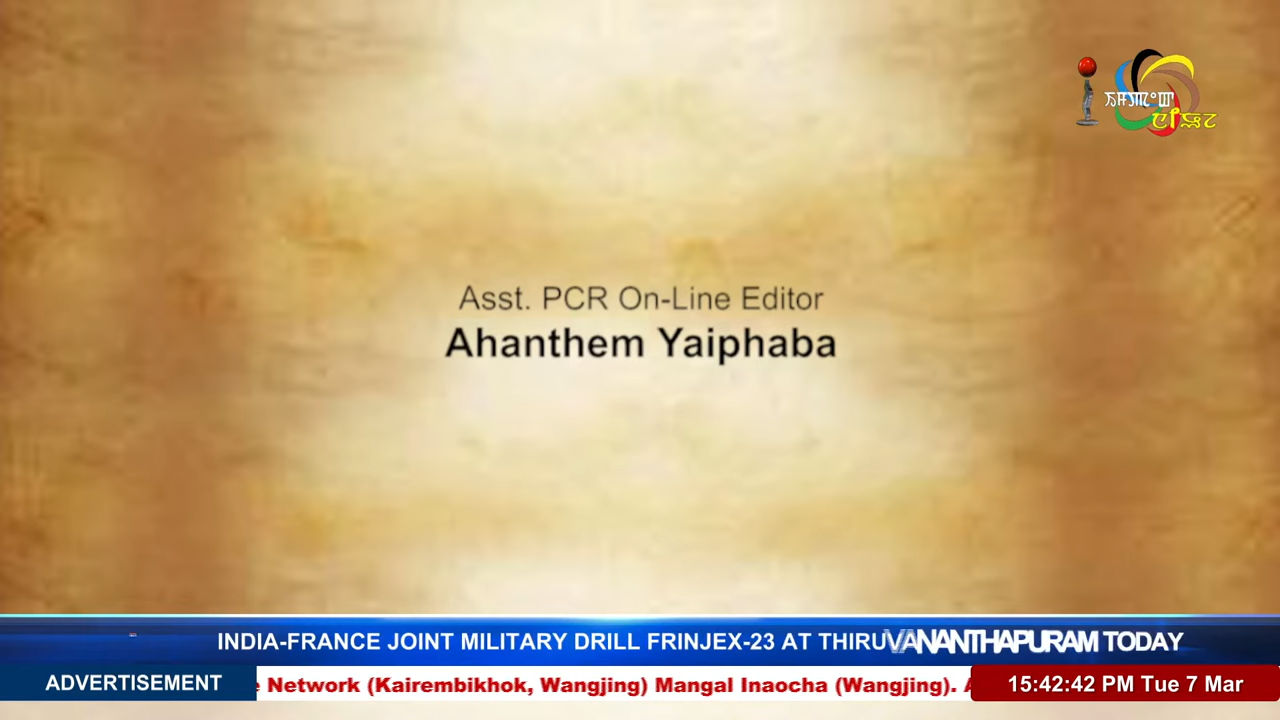 Asst. PCR On-Line Editor
Ahanthem Yaiphaba
INDIA-FRANCE JOINT MILITARY DRILL FRINJEX-23 AT THIRUVANANTHAPURAM TODAY
ADVERTISEMENT
Network (Kairembikhok, Wangjing) Mangal Inaocha (Wangjing).
15:42:42 PM Tue 7 Mar